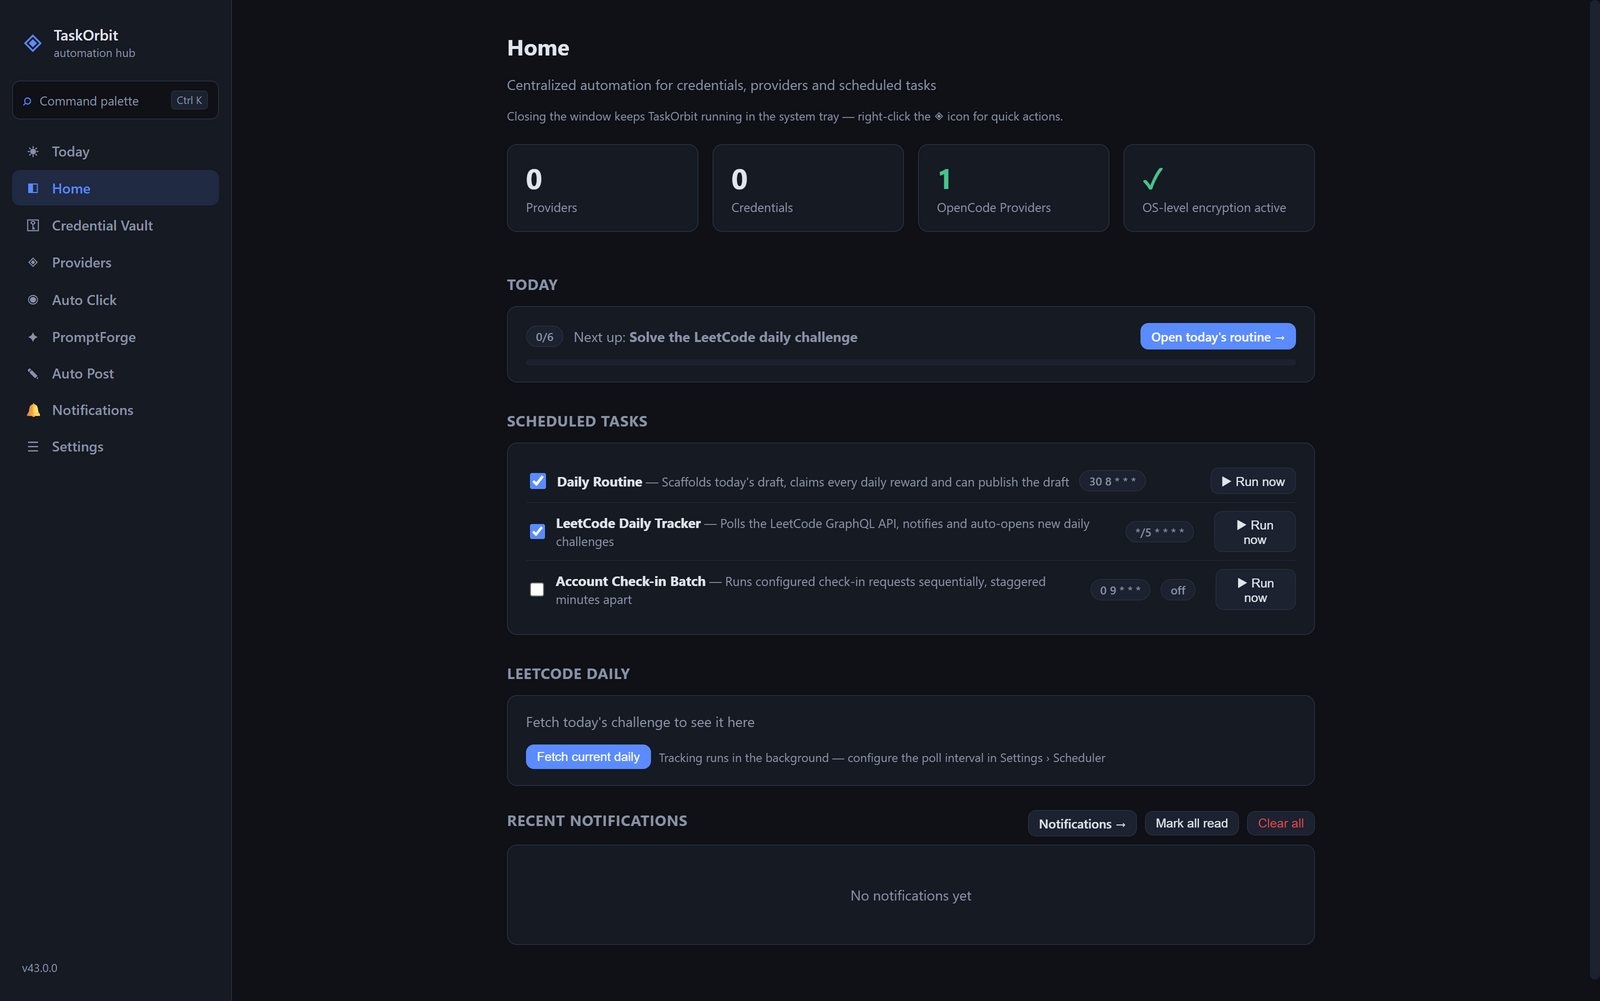 TaskOrbit
automation hub
Command palette Ctrl K
Today
Home
Credential Vault
Providers
Auto Click
PromptForge
Auto Post
Notifications
Settings
v43.0.0
Home
Centralized automation for credentials, providers and scheduled tasks
Closing the window keeps TaskOrbit running in the system tray — right-click the ◈ icon for quick actions.
0
Providers
0
Credentials
1
OpenCode Providers
✓
OS-level encryption active
TODAY
0/6 Next up: Solve the LeetCode daily challenge Open today's routine →
SCHEDULED TASKS
Daily Routine — Scaffolds today's draft, claims every daily reward and can publish the draft 30 8 * * * ▶ Run now
LeetCode Daily Tracker — Polls the LeetCode GraphQL API, notifies and auto-opens new daily
challenges
*/5 * * * *
▶ Run
now
Account Check-in Batch — Runs configured check-in requests sequentially, staggered
minutes apart
0 9 * * * off
▶ Run
now
LEETCODE DAILY
Fetch today's challenge to see it here
Fetch current daily Tracking runs in the background — configure the poll interval in Settings › Scheduler
RECENT NOTIFICATIONS Notifications → Mark all read Clear all
No notifications yet